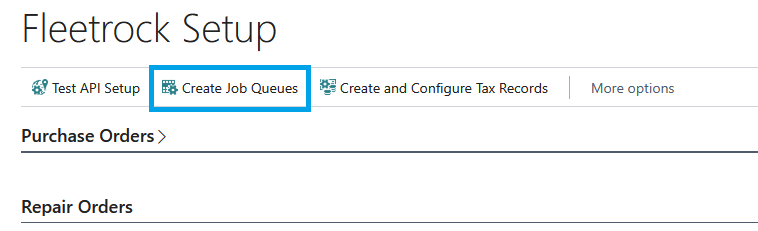 Fleetrock Setup
Test API Setup Create Job Queues Create and Configure Tax Records More options
Purchase Orders
Repair Orders